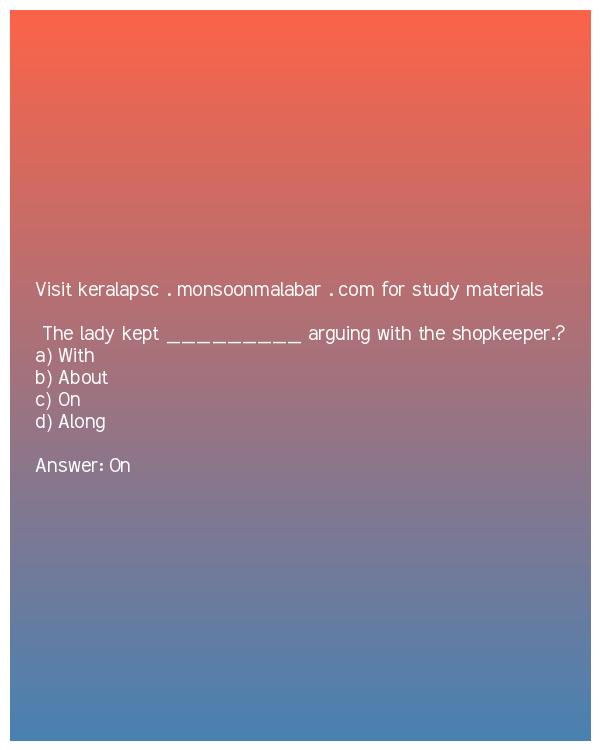 Visit keralapsc . monsoonmalabar . com for study materials
The lady kept _________ arguing with the shopkeeper.?
a) With
b) About
c) On
d) Along
Answer: On